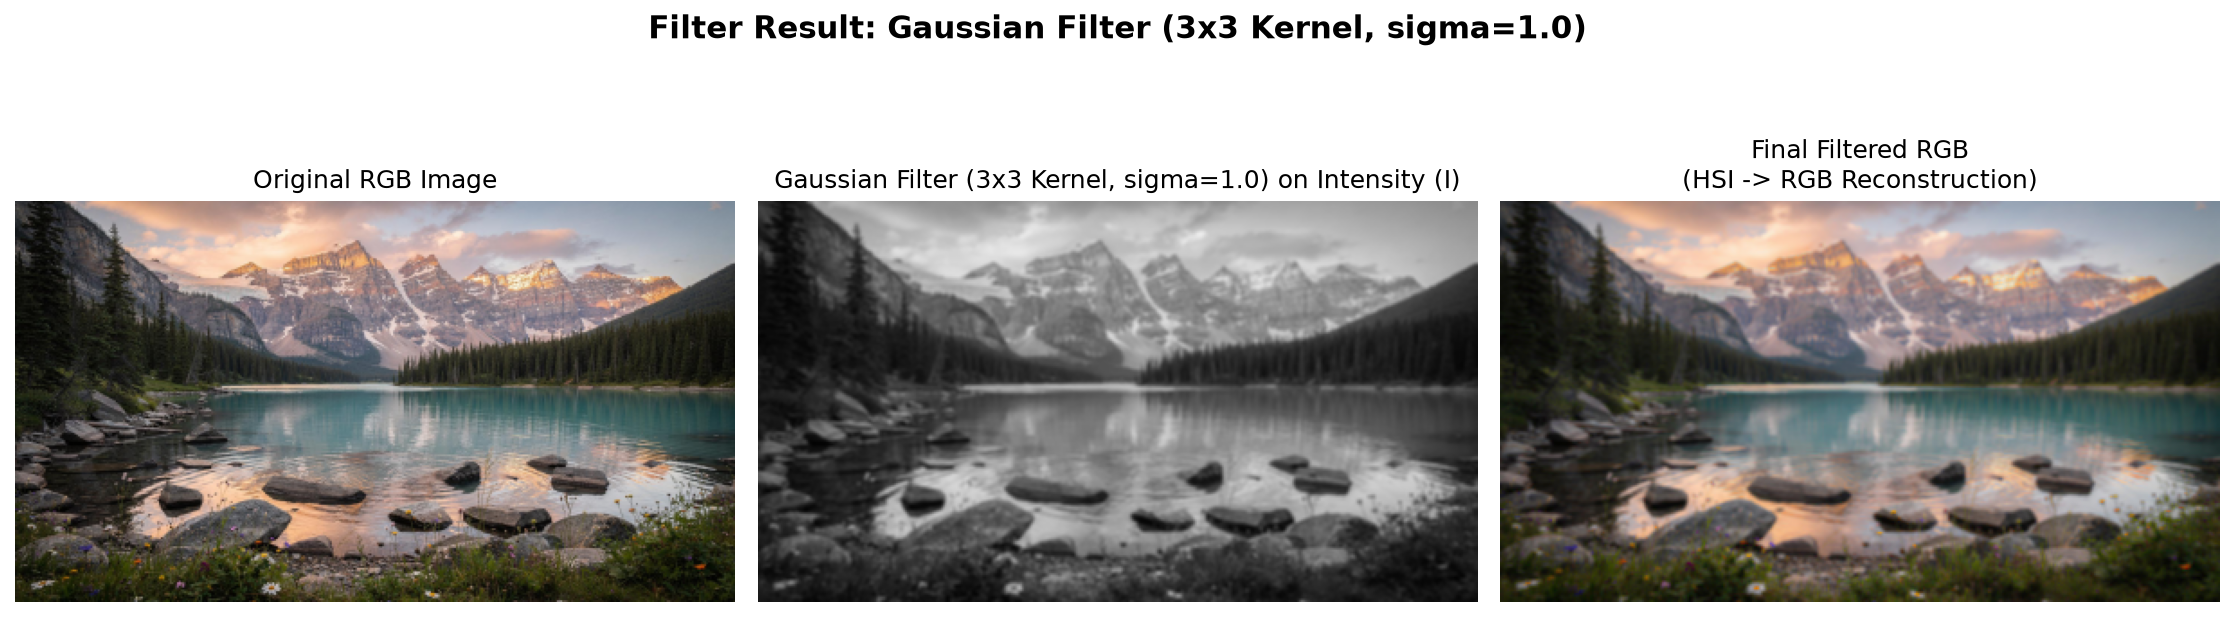 Filter Result: Gaussian Filter (3x3 Kernel, sigma=1.0)
Original RGB Image
Gaussian Filter (3x3 Kernel, sigma=1.0) on Intensity (I)
Final Filtered RGB
(HSI -> RGB Reconstruction)